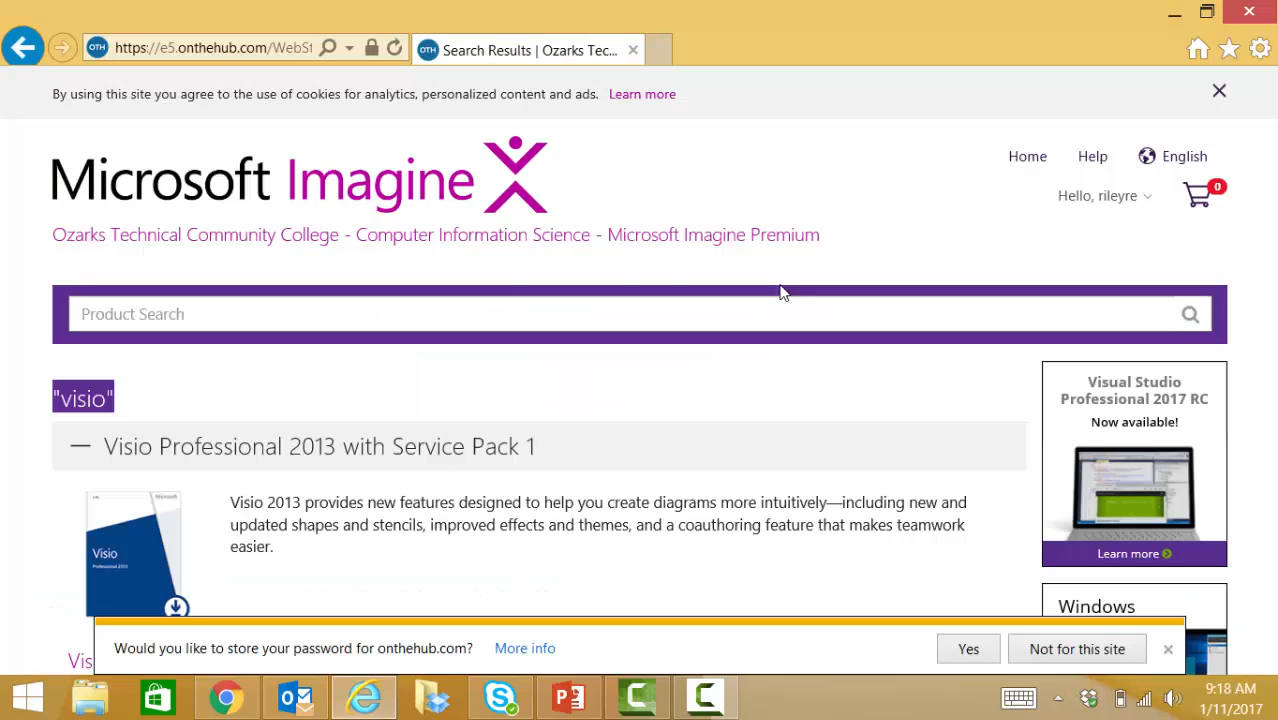 https://e5.onthehub.com/WebSt
OTH Search Results | Ozarks Tec...
By using this site you agree to the use of cookies for analytics, personalized content and ads. Learn more
Microsoft Imagine
Home Help English
Hello, rileyre 0
Ozarks Technical Community College - Computer Information Science - Microsoft Imagine Premium
Product Search
"visio"
Visio Professional 2013 with Service Pack 1
Visio 2013 provides new features designed to help you create diagrams more intuitively—including new and
updated shapes and stencils, improved effects and themes, and a coauthoring feature that makes teamwork
easier.
Visio
Professional 2013
Visual Studio
Professional 2017 RC
Now available!
Learn more
Windows
Would you like to store your password for onthehub.com? More info Yes Not for this site
Vis
9:18 AM
1/11/2017